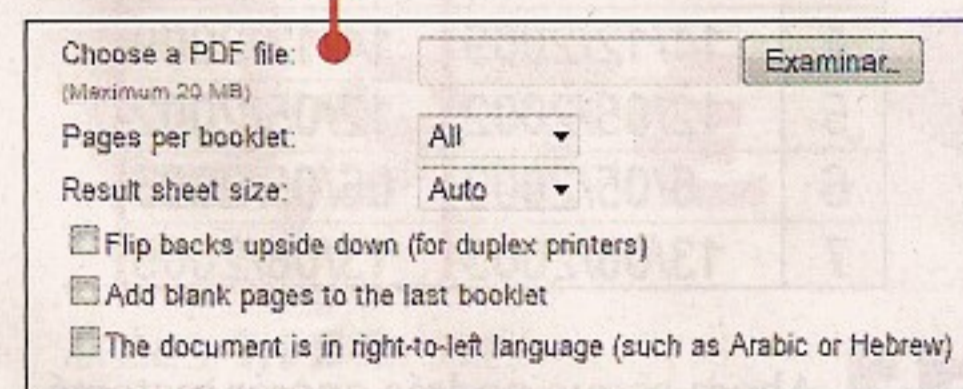 Choose a PDF file: Examinar...
(Maximum 20 MB)
Pages per booklet: All
Result sheet size: Auto
Flip backs upside down (for duplex printers)
Add blank pages to the last booklet
The document is in right-to-left language (such as Arabic or Hebrew)